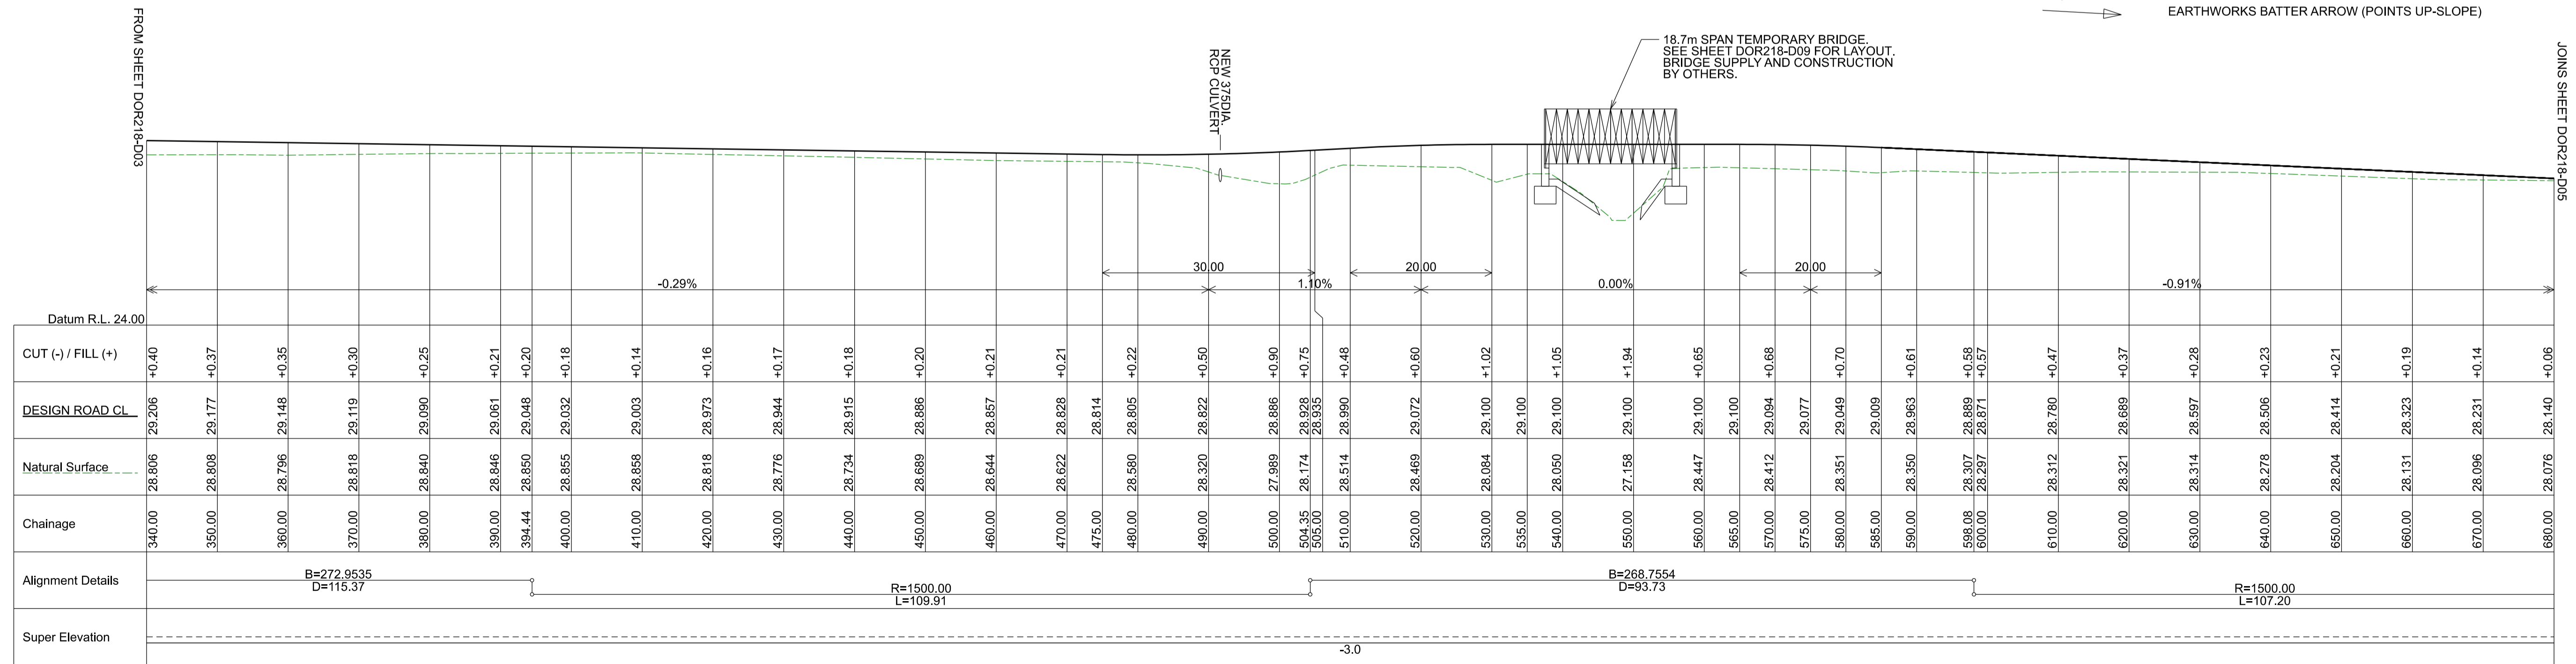 EARTHWORKS BATTER ARROW (POINTS UP-SLOPE)
FROM SHEET DOR218-D03
NEW 375DIA.
RCP CULVERT
18.7m SPAN TEMPORARY BRIDGE.
SEE SHEET DOR218-D09 FOR LAYOUT.
BRIDGE SUPPLY AND CONSTRUCTION
BY OTHERS.
JOINS SHEET DOR218-D05
30.00 20.00 20.00
-0.29% 1.10% 0.00% -0.91%
Datum R.L. 24.00
CUT (-) / FILL (+) +0.40 +0.37 +0.35 +0.30 +0.25 +0.21 +0.20 +0.18 +0.14 +0.16 +0.17 +0.18 +0.20 +0.21 +0.21 +0.22 +0.50 +0.90 +0.75 +0.48 +0.60 +1.02 +1.05 +1.94 +0.65 +0.68 +0.70 +0.61 +0.58 +0.57 +0.47 +0.37 +0.28 +0.23 +0.21 +0.19 +0.14 +0.06
DESIGN ROAD CL 29.206 29.177 29.148 29.119 29.090 29.061 29.048 29.032 29.003 28.973 28.944 28.915 28.886 28.857 28.828 28.814 28.805 28.822 28.886 28.928 28.935 28.990 29.072 29.100 29.100 29.100 29.100 29.100 29.100 29.094 29.077 29.049 29.009 28.963 28.889 28.871 28.780 28.689 28.597 28.506 28.414 28.323 28.231 28.140
Natural Surface 28.806 28.808 28.796 28.818 28.840 28.846 28.850 28.855 28.858 28.818 28.776 28.734 28.689 28.644 28.622 28.580 28.320 27.989 28.174 28.514 28.469 28.084 28.050 27.158 28.447 28.412 28.351 28.350 28.307 28.297 28.312 28.321 28.314 28.278 28.204 28.131 28.096 28.076
Chainage 340.00 350.00 360.00 370.00 380.00 390.00 394.44 400.00 410.00 420.00 430.00 440.00 450.00 460.00 470.00 475.00 480.00 490.00 500.00 504.35 505.00 510.00 520.00 530.00 535.00 540.00 550.00 560.00 565.00 570.00 575.00 580.00 585.00 590.00 598.08 600.00 610.00 620.00 630.00 640.00 650.00 660.00 670.00 680.00
Alignment Details
B=272.9535
D=115.37
R=1500.00
L=109.91
B=268.7554
D=93.73
R=1500.00
L=107.20
Super Elevation
-3.0